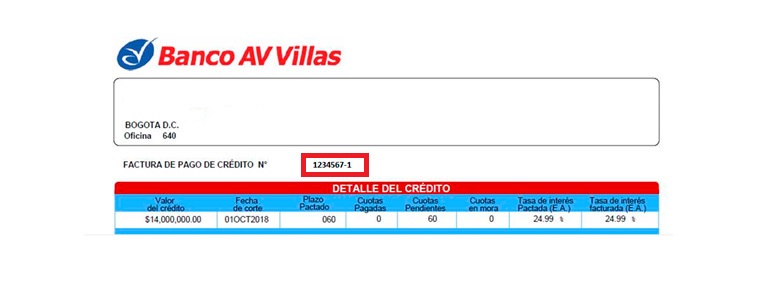 Banco AV Villas
BOGOTA D.C.
Oficina 640
FACTURA DE PAGO DE CRÉDITO N° 1234567-1
DETALLE DEL CRÉDITO
Valor del crédito Fecha de corte Plazo Pactado Cuotas Pagadas Cuotas Pendientes Cuotas en mora Tasa de interés Pactada (E.A.) Tasa de interés facturada (E.A.)
$14,000,000.00 01OCT2018 060 0 60 0 24.99 % 24.99 %